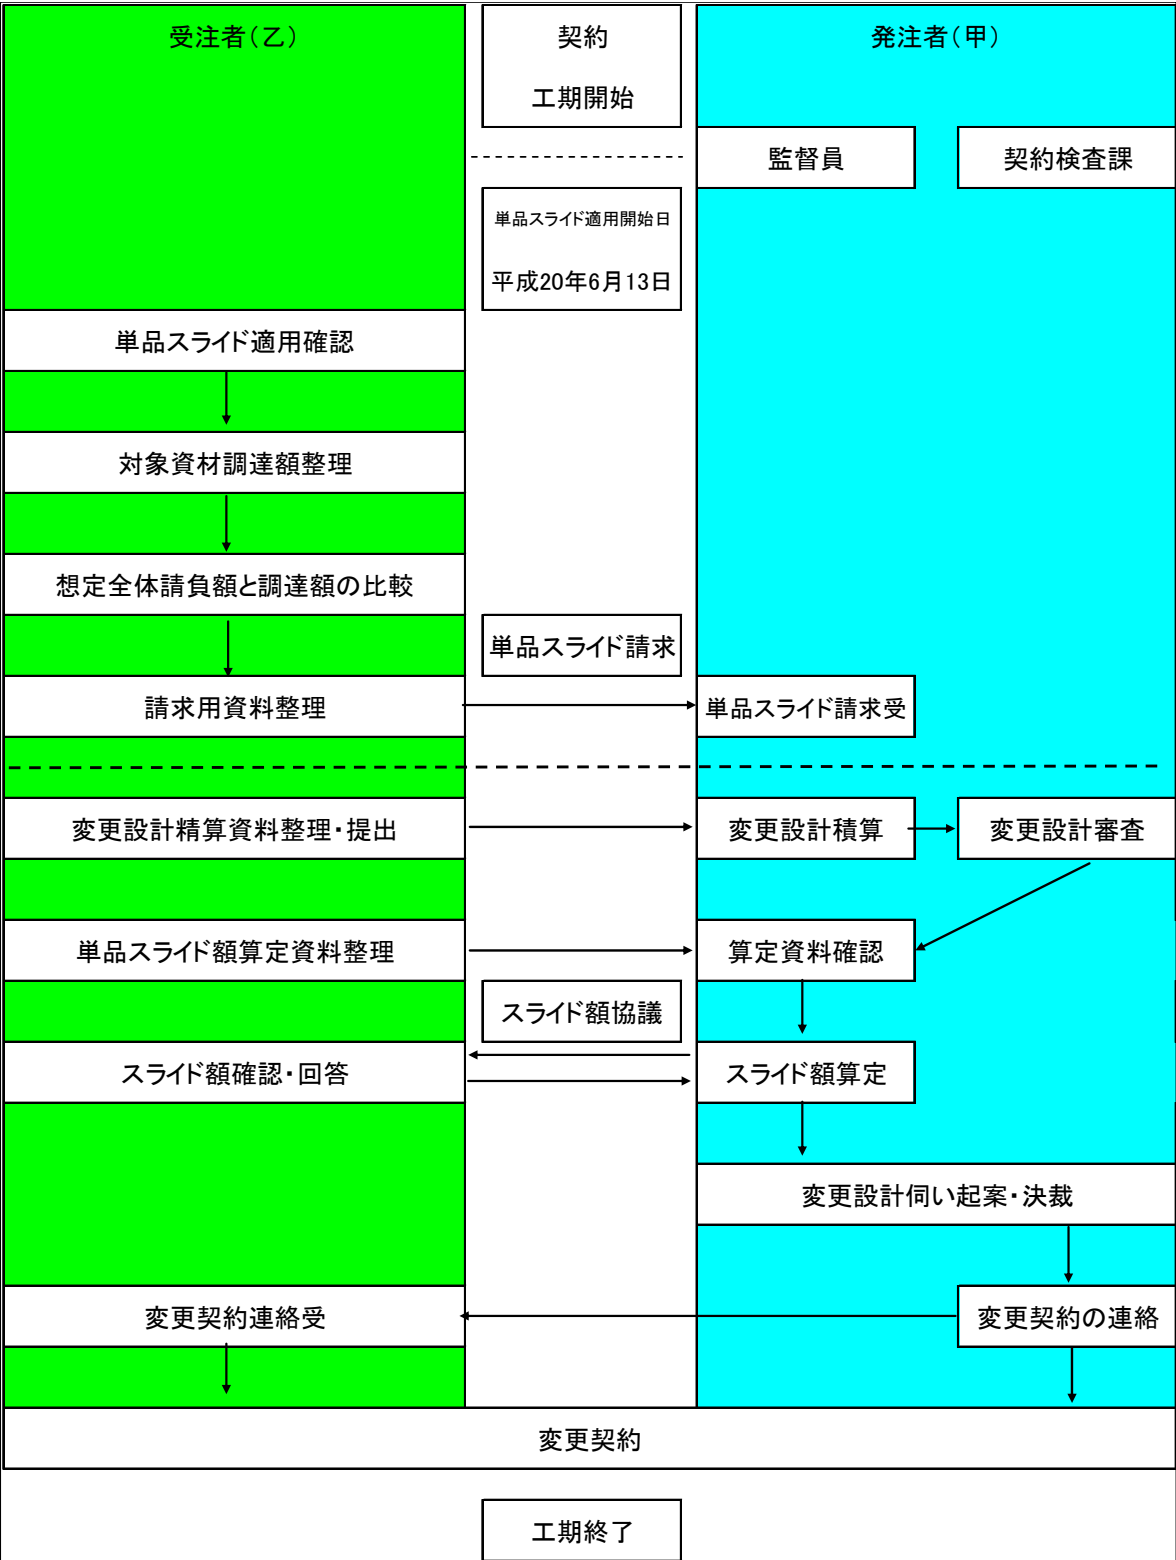 受注者(乙)
契約
工期開始
発注者(甲)
監督員
契約検査課
単品スライド適用開始日
平成20年6月13日
単品スライド適用確認
対象資材調達額整理
想定全体請負額と調達額の比較
単品スライド請求
請求用資料整理
単品スライド請求受
変更設計精算資料整理・提出
変更設計積算
変更設計審査
単品スライド額算定資料整理
算定資料確認
スライド額協議
スライド額確認・回答
スライド額算定
変更設計伺い起案・決裁
変更契約連絡受
変更契約の連絡
変更契約
工期終了